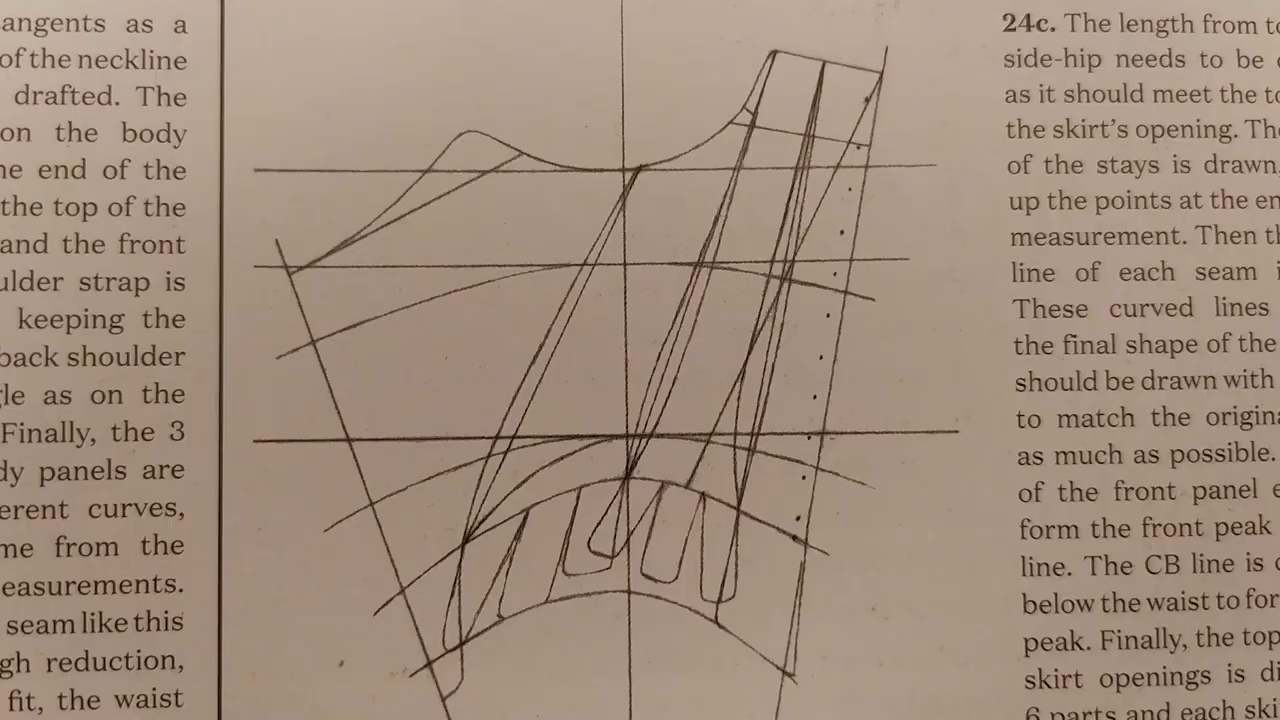 angents as a
of the neckline
drafted. The
on the body
e end of the
the top of the
and the front
ulder strap is
keeping the
back shoulder
gle as on the
Finally, the 3
dy panels are
erent curves,
me from the
easurements.
seam like this
gh reduction,
fit, the waist
24c. The length from to
side-hip needs to be
as it should meet the to
the skirt's opening. The
of the stays is drawn,
up the points at the en
measurement. Then th
line of each seam i
These curved lines
the final shape of the
should be drawn with
to match the origina
as much as possible.
of the front panel e
form the front peak
line. The CB line is
below the waist to for
peak. Finally, the top
skirt openings is di
6 parts and each ski